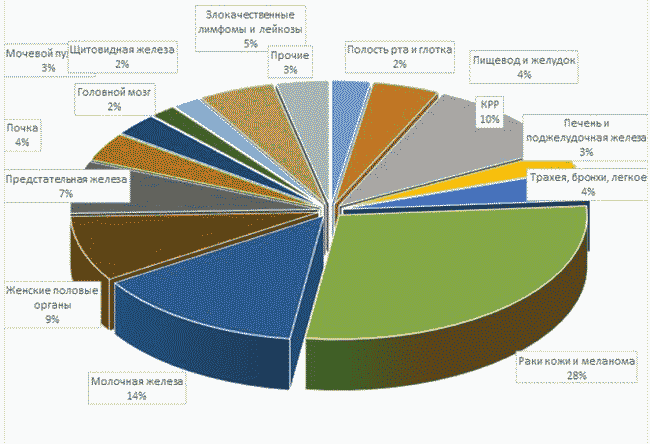 Злокачественные
лимфомы и лейкозы
5%
Мочевой пу
3%
Щитовидная железа
2%
Прочие
3%
Полость рта и глотка
2%
Пищевод и желудок
4%
Головной мозг
2%
КРР
10%
Почка
4%
Печень и
поджелудочная железа
3%
Предстательная железа
7%
Трахея, бронхи, легкое
4%
Женские половые
органы
9%
Молочная железа
14%
Раки кожи и меланома
28%